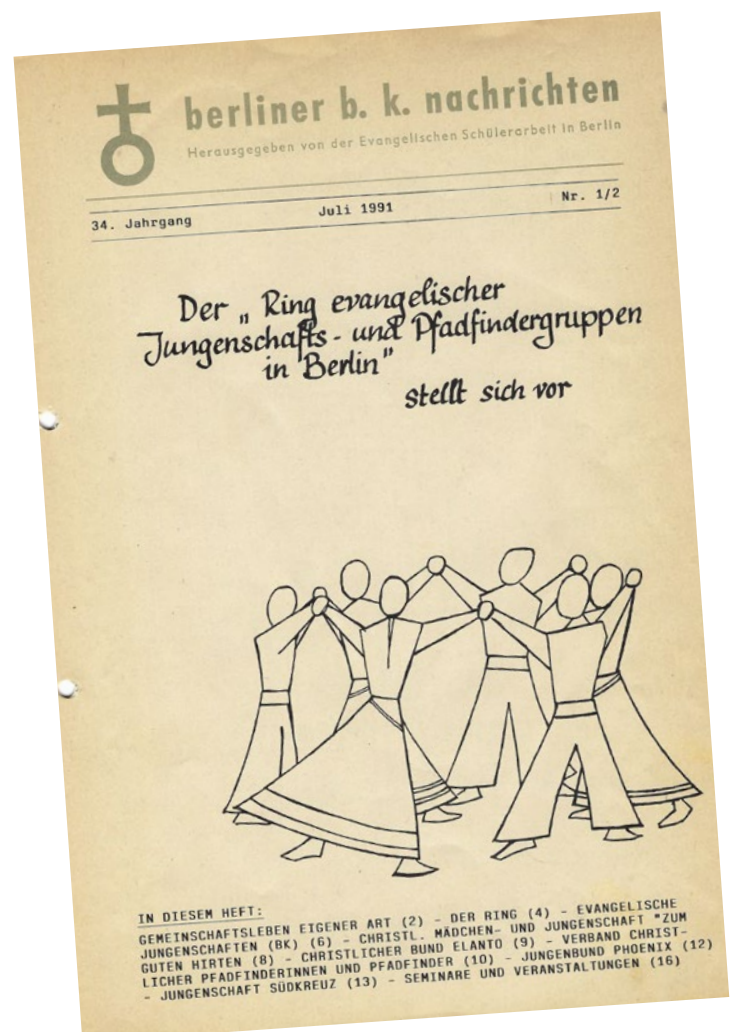 berliner b. k. nachrichten
Herausgegeben von der Evangelischen Schülerarbeit in Berlin
34. Jahrgang Juli 1991 Nr. 1/2
Der „Ring evangelischer
Jungenschafts- und Pfadfindergruppen
in Berlin"
stellt sich vor
IN DIESEM HEFT:
GEMEINSCHAFTSLEBEN EIGENER ART (2) - DER RING (4) - EVANGELISCHE
JUNGENSCHAFTEN (BK) (6) - CHRISTL. MÄDCHEN- UND JUNGENSCHAFT "ZUM
GUTEN HIRTEN (8) - CHRISTLICHER BUND ELANTO (9) - VERBAND CHRIST-
LICHER PFADFINDERINNEN UND PFADFINDER (10) - JUNGENBUND PHOENIX (12)
- JUNGENSCHAFT SÜDKREUZ (13) - SEMINARE UND VERANSTALTUNGEN (16)